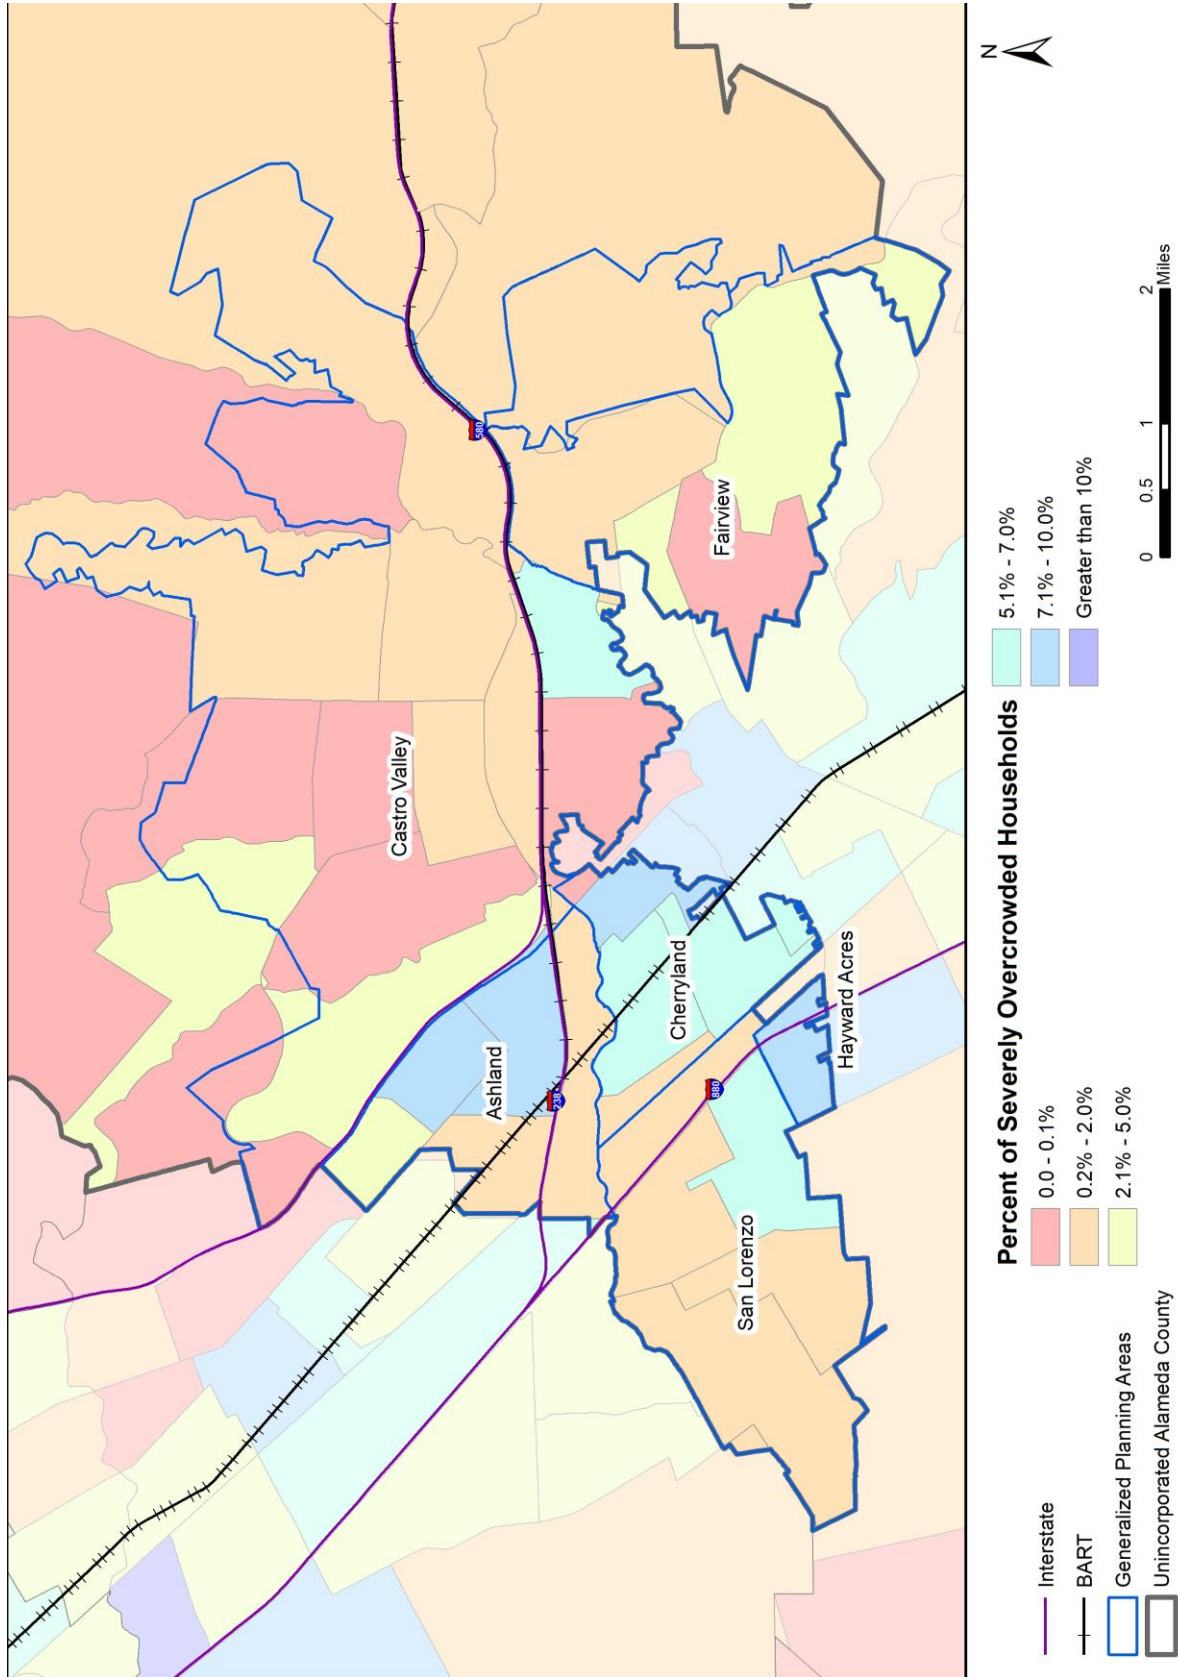 Castro Valley
580
Ashland
238
Cherryland
Fairview
880
San Lorenzo
Hayward Acres
N
Interstate
BART
Generalized Planning Areas
Unincorporated Alameda County
Percent of Severely Overcrowded Households
0.0 - 0.1%
0.2% - 2.0%
2.1% - 5.0%
5.1% - 7.0%
7.1% - 10.0%
Greater than 10%
0 0.5 1 2
Miles